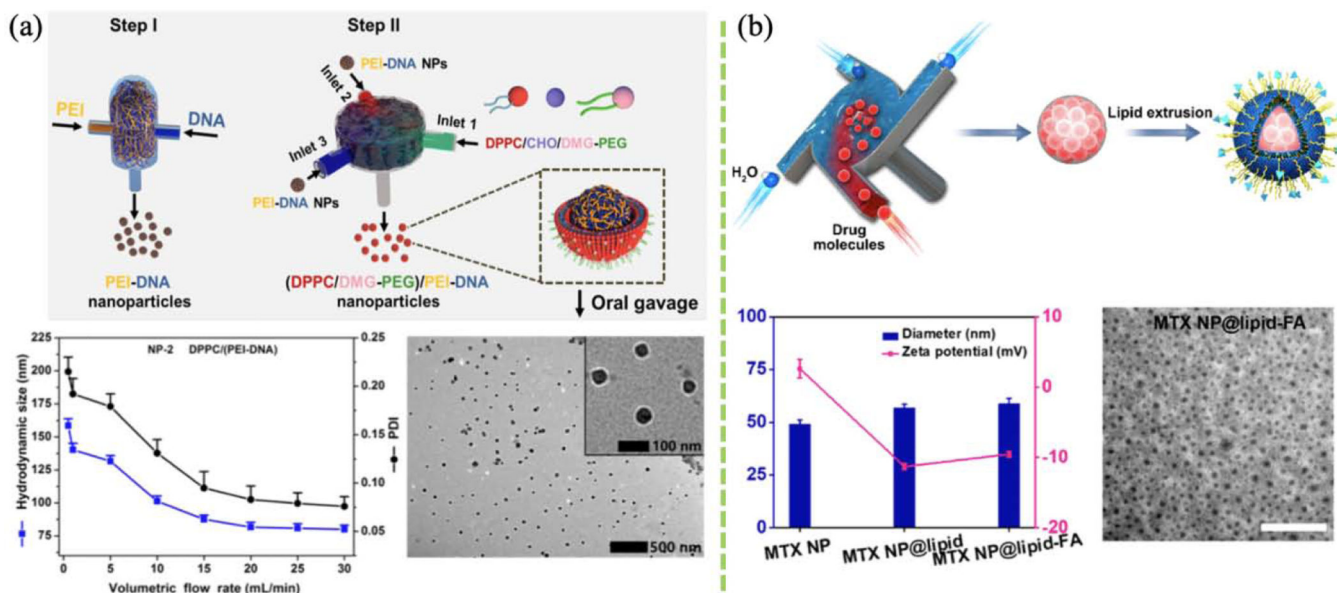 (a)
Step I
Step II
PEI
DNA
PEI-DNA
nanoparticles
PEI-DNA NPs
Inlet 2
Inlet 1
Inlet 3
DPPC/CHO/DMG-PEG
PEI-DNA NPs
(DPPC/DMG-PEG)/PEI-DNA
nanoparticles
Oral gavage
NP-2 DPPC/(PEI-DNA)
Hydrodynamic size (nm)
225
200
175
150
125
100
75
0.25
0.20
0.15
0.10
0.05
PDI
0 5 10 15 20 25 30
Volumetric flow rate (mL/min)
100 nm
500 nm
(b)
H2O
Drug
molecules
Lipid extrusion
Diameter (nm)
Zeta potential (mV)
100
75
50
25
0
10
0
-10
-20
MTX NP
MTX NP@lipid
MTX NP@lipid-FA
MTX NP@lipid-FA